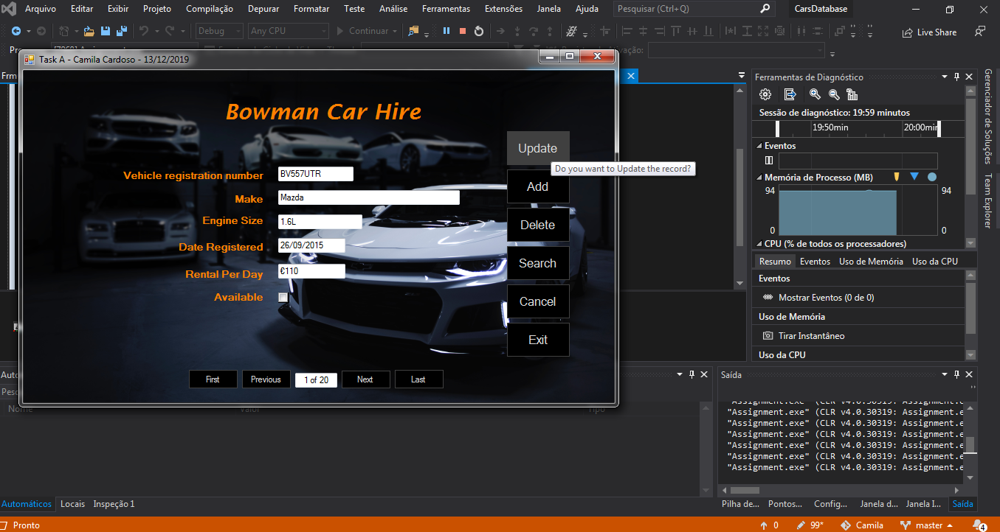 Arquivo Editar Exibir Projeto Compilação Depurar Formatar Teste Análise Ferramentas Extensões Janela Ajuda Pesquisar (Ctrl+Q) CarsDatabase
Debug Any CPU Continuar Live Share
Task A - Camila Cardoso - 13/12/2019
Bowman Car Hire
Vehicle registration number BV557UTR
Make Mazda
Engine Size 1.6L
Date Registered 26/09/2015
Rental Per Day €110
Available
Update
Do you want to Update the record?
Add
Delete
Search
Cancel
Exit
First Previous 1 of 20 Next Last
Ferramentas de Diagnóstico
Sessão de diagnóstico: 19:59 minutos
19:50min 20:00min
Eventos
Memória de Processo (MB)
94 94
0 0
CPU (% de todos os processadores)
Resumo Eventos Uso de Memória Uso da CPU
Eventos
Mostrar Eventos (0 de 0)
Uso de Memória
Tirar Instantâneo
Uso da CPU
Gerenciador de Soluções
Team Explorer
Nome Valor Tipo
Automáticos Locais Inspeção 1
Saída
"Assignment.exe" (CLR v4.0.30319: Assignment.e
"Assignment.exe" (CLR v4.0.30319: Assignment.e
"Assignment.exe" (CLR v4.0.30319: Assignment.e
"Assignment.exe" (CLR v4.0.30319: Assignment.e
"Assignment.exe" (CLR v4.0.30319: Assignment.e
"Assignment.exe" (CLR v4.0.30319: Assignment.e
"Assignment.exe" (CLR v4.0.30319: Assignment.e
Pilha de... Pontos... Config... Janela d... Janela I... Saída
Pronto 0 99* Camila master 4